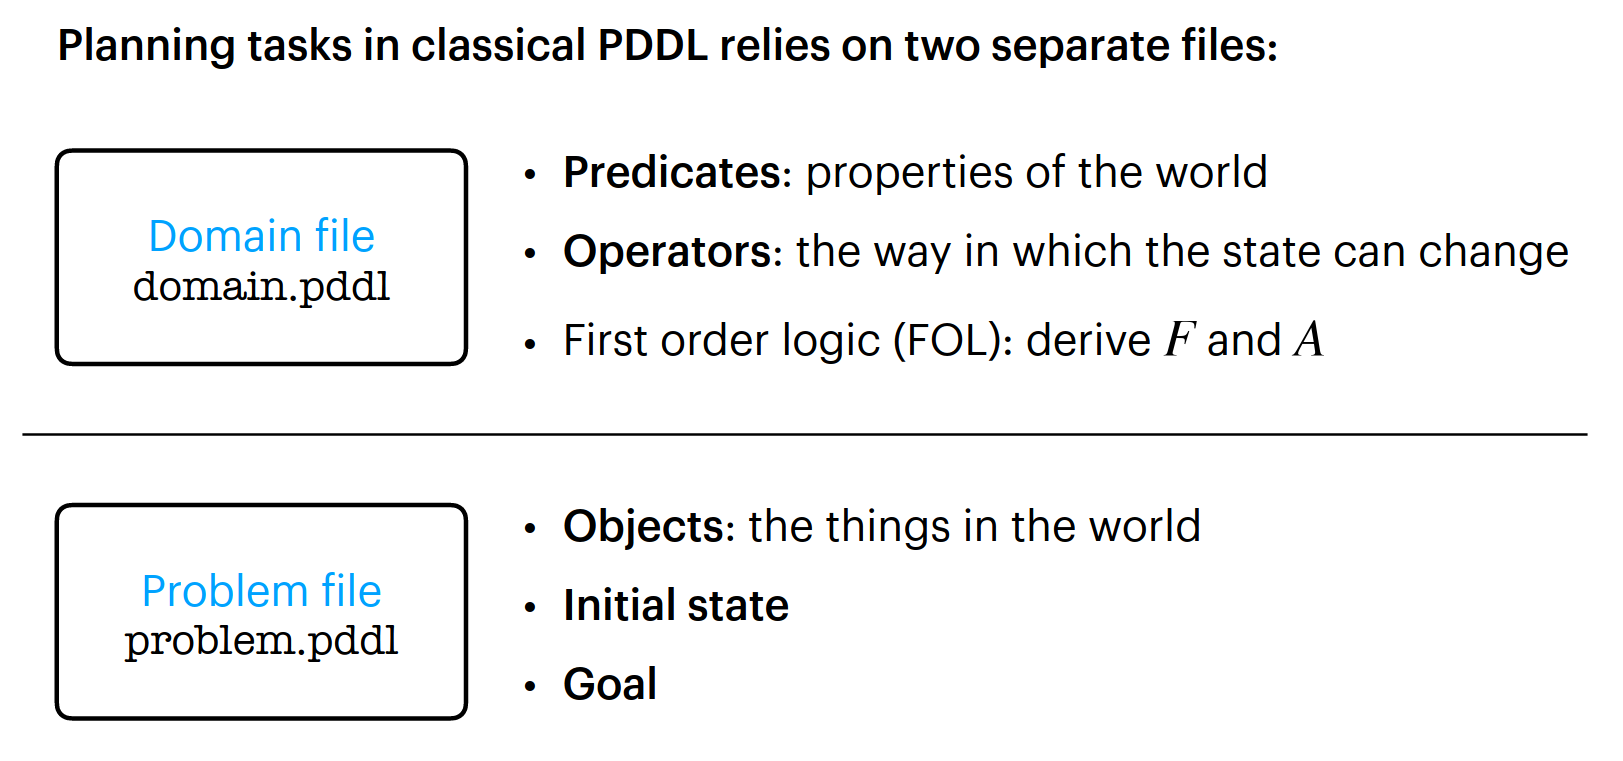 Planning tasks in classical PDDL relies on two separate files:
Domain file
domain.pddl
• Predicates: properties of the world
• Operators: the way in which the state can change
• First order logic (FOL): derive F and A
Problem file
problem.pddl
• Objects: the things in the world
• Initial state
• Goal